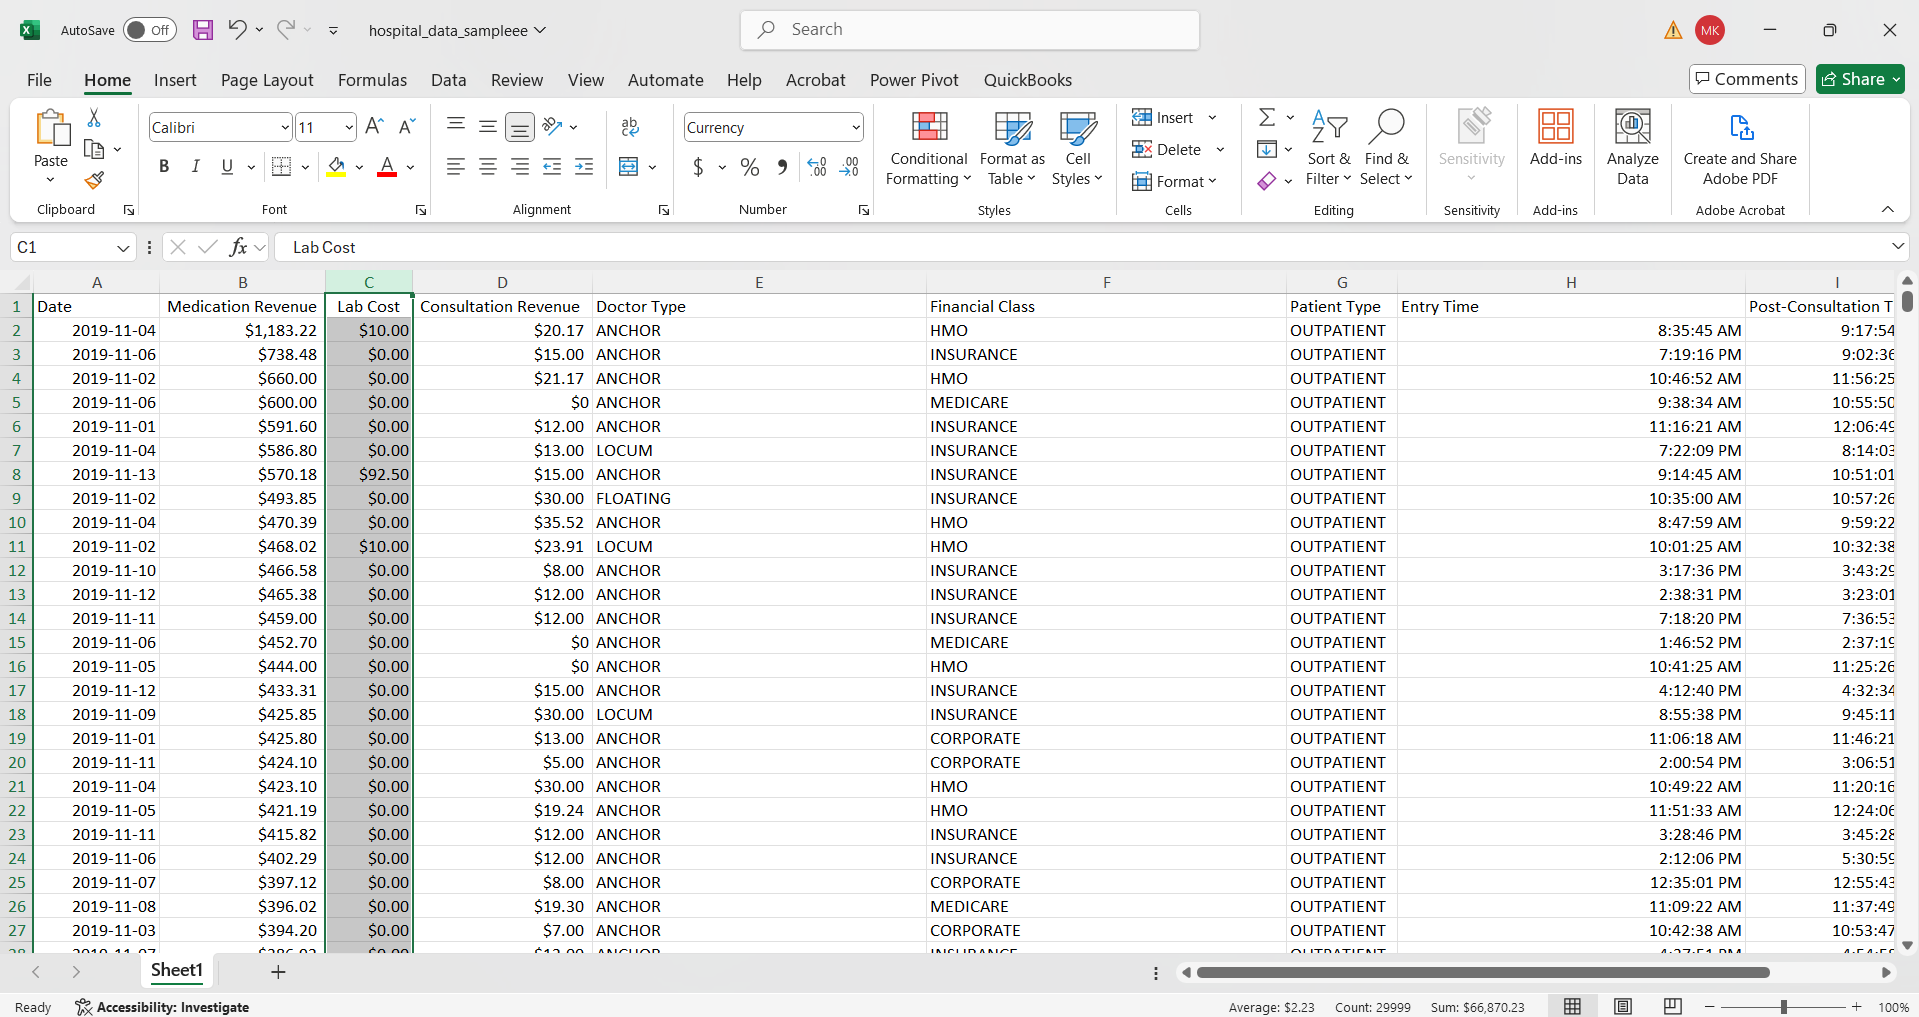 AutoSave Off hospital_data_sampleee Search MK
File Home Insert Page Layout Formulas Data Review View Automate Help Acrobat Power Pivot QuickBooks Comments Share
Paste
Clipboard
Calibri 11
B I U A
Font
Alignment
Currency
$ % 9
Number
Conditional Formatting
Format as Table
Cell Styles
Styles
Insert
Delete
Format
Cells
Sort & Filter
Find & Select
Editing
Sensitivity
Sensitivity
Add-ins
Add-ins
Analyze Data
Create and Share Adobe PDF
Adobe Acrobat
C1 fx Lab Cost
A B C D E F G H I
1 Date Medication Revenue Lab Cost Consultation Revenue Doctor Type Financial Class Patient Type Entry Time Post-Consultation T
2 2019-11-04 $1,183.22 $10.00 $20.17 ANCHOR HMO OUTPATIENT 8:35:45 AM 9:17:54
3 2019-11-06 $738.48 $0.00 $15.00 ANCHOR INSURANCE OUTPATIENT 7:19:16 PM 9:02:36
4 2019-11-02 $660.00 $0.00 $21.17 ANCHOR HMO OUTPATIENT 10:46:52 AM 11:56:25
5 2019-11-06 $600.00 $0.00 $0 ANCHOR MEDICARE OUTPATIENT 9:38:34 AM 10:55:50
6 2019-11-01 $591.60 $0.00 $12.00 ANCHOR INSURANCE OUTPATIENT 11:16:21 AM 12:06:49
7 2019-11-04 $586.80 $0.00 $13.00 LOCUM INSURANCE OUTPATIENT 7:22:09 PM 8:14:03
8 2019-11-13 $570.18 $92.50 $15.00 ANCHOR INSURANCE OUTPATIENT 9:14:45 AM 10:51:01
9 2019-11-02 $493.85 $0.00 $30.00 FLOATING INSURANCE OUTPATIENT 10:35:00 AM 10:57:26
10 2019-11-04 $470.39 $0.00 $35.52 ANCHOR HMO OUTPATIENT 8:47:59 AM 9:59:22
11 2019-11-02 $468.02 $10.00 $23.91 LOCUM HMO OUTPATIENT 10:01:25 AM 10:32:38
12 2019-11-10 $466.58 $0.00 $8.00 ANCHOR INSURANCE OUTPATIENT 3:17:36 PM 3:43:29
13 2019-11-12 $465.38 $0.00 $12.00 ANCHOR INSURANCE OUTPATIENT 2:38:31 PM 3:23:01
14 2019-11-11 $459.00 $0.00 $12.00 ANCHOR INSURANCE OUTPATIENT 7:18:20 PM 7:36:53
15 2019-11-06 $452.70 $0.00 $0 ANCHOR MEDICARE OUTPATIENT 1:46:52 PM 2:37:19
16 2019-11-05 $444.00 $0.00 $0 ANCHOR HMO OUTPATIENT 10:41:25 AM 11:25:26
17 2019-11-12 $433.31 $0.00 $15.00 ANCHOR INSURANCE OUTPATIENT 4:12:40 PM 4:32:34
18 2019-11-09 $425.85 $0.00 $30.00 LOCUM INSURANCE OUTPATIENT 8:55:38 PM 9:45:11
19 2019-11-01 $425.80 $0.00 $13.00 ANCHOR CORPORATE OUTPATIENT 11:06:18 AM 11:46:21
20 2019-11-11 $424.10 $0.00 $5.00 ANCHOR CORPORATE OUTPATIENT 2:00:54 PM 3:06:51
21 2019-11-04 $423.10 $0.00 $30.00 ANCHOR HMO OUTPATIENT 10:49:22 AM 11:20:16
22 2019-11-05 $421.19 $0.00 $19.24 ANCHOR HMO OUTPATIENT 11:51:33 AM 12:24:06
23 2019-11-11 $415.82 $0.00 $12.00 ANCHOR INSURANCE OUTPATIENT 3:28:46 PM 3:45:28
24 2019-11-06 $402.29 $0.00 $12.00 ANCHOR INSURANCE OUTPATIENT 2:12:06 PM 5:30:59
25 2019-11-07 $397.12 $0.00 $8.00 ANCHOR CORPORATE OUTPATIENT 12:35:01 PM 12:55:43
26 2019-11-08 $396.02 $0.00 $19.30 ANCHOR MEDICARE OUTPATIENT 11:09:22 AM 11:37:49
27 2019-11-03 $394.20 $0.00 $7.00 ANCHOR CORPORATE OUTPATIENT 10:42:38 AM 10:53:47
Sheet1
Ready Accessibility: Investigate Average: $2.23 Count: 29999 Sum: $66,870.23 100%